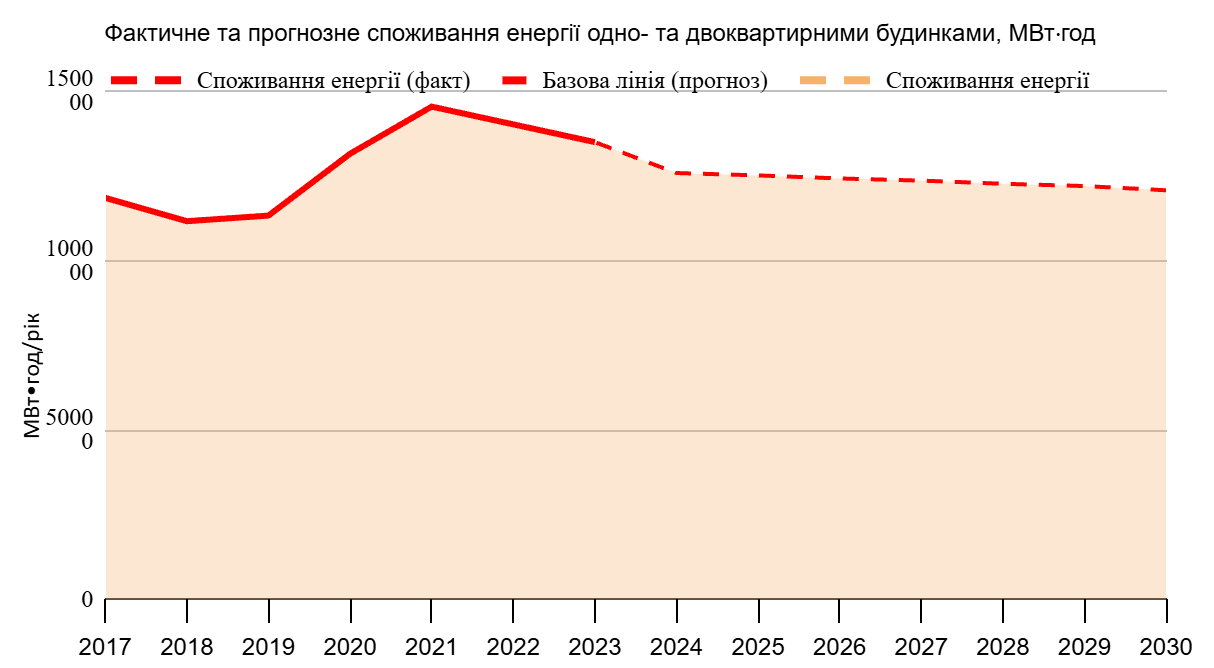 Фактичне та прогнозне споживання енергії одно- та двоквартирними будинками, МВт·год
Споживання енергії (факт) Базова лінія (прогноз) Споживання енергії
1500
00
1000
00
5000
0
0
МВт•год/рік
2017 2018 2019 2020 2021 2022 2023 2024 2025 2026 2027 2028 2029 2030